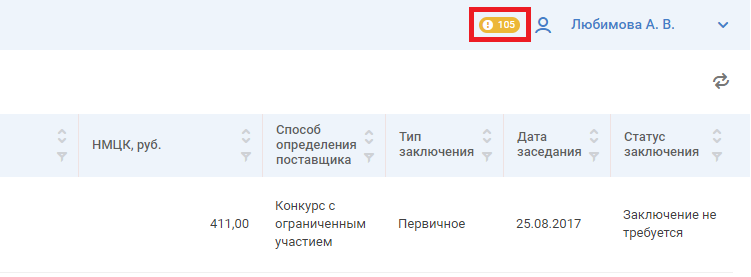 105 Любимова А. В.
НМЦК, руб.
Способ
определения
поставщика
Тип
заключения
Дата
заседания
Статус
заключения
411,00
Конкурс с
ограниченным
участием
Первичное
25.08.2017
Заключение не
требуется